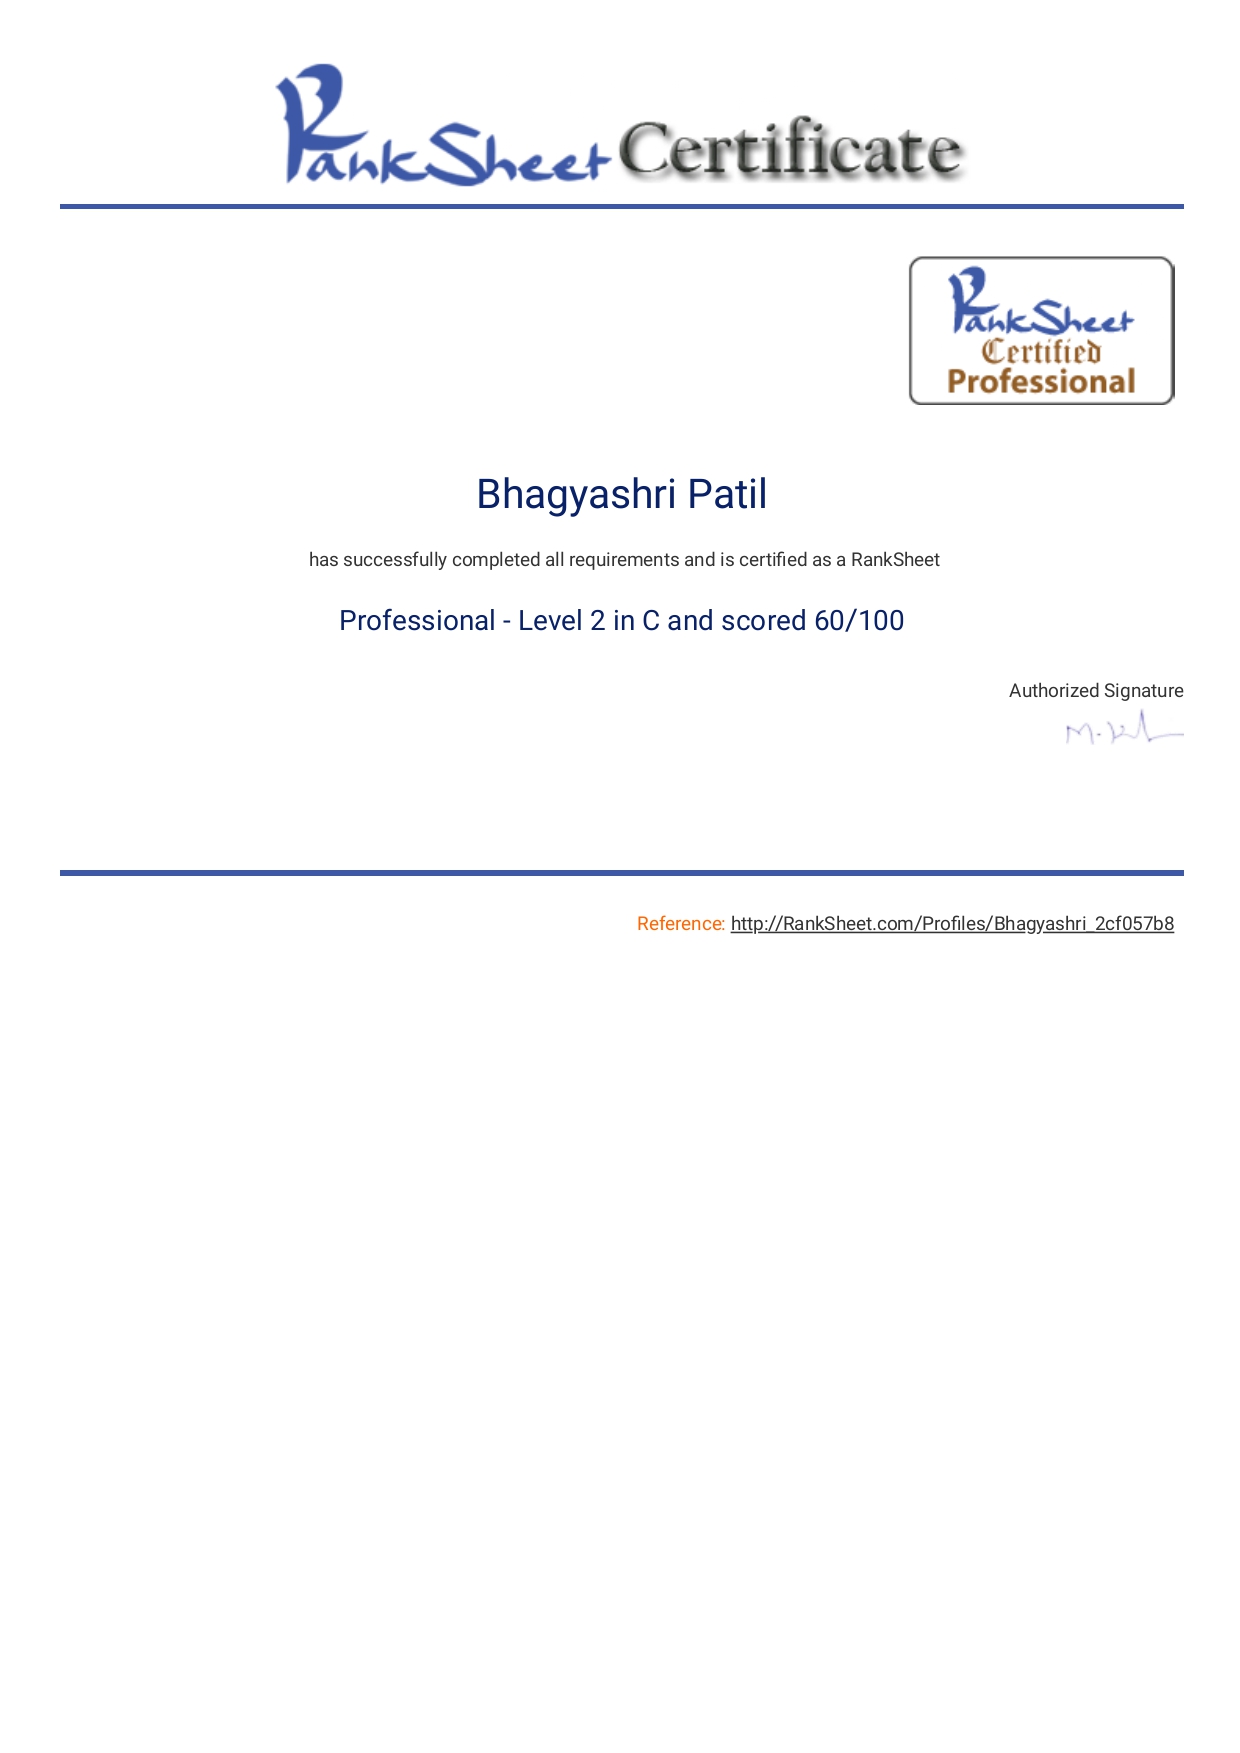 RankSheet Certificate
RankSheet
Certified
Professional
Bhagyashri Patil
has successfully completed all requirements and is certified as a RankSheet
Professional - Level 2 in C and scored 60/100
Authorized Signature
Reference: http://RankSheet.com/Profiles/Bhagyashri_2cf057b8